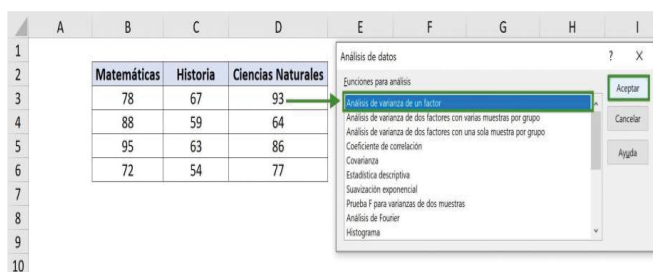 A B C D E F G H I
1
2 Matemáticas Historia Ciencias Naturales
3 78 67 93
4 88 59 64
5 95 63 86
6 72 54 77
7
8
9
10
Análisis de datos ? X
Funciones para análisis
Análisis de varianza de un factor
Análisis de varianza de dos factores con varias muestras por grupo
Análisis de varianza de dos factores con una sola muestra por grupo
Coeficiente de correlación
Covarianza
Estadística descriptiva
Suavización exponencial
Prueba F para varianzas de dos muestras
Análisis de Fourier
Histograma
Aceptar
Cancelar
Ayuda